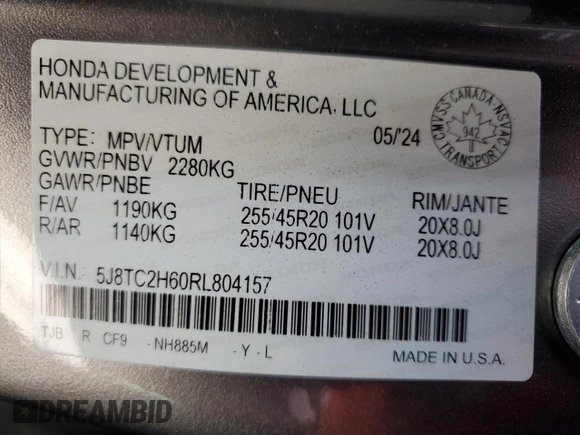 HONDA DEVELOPMENT &
MANUFACTURING OF AMERICA, LLC
TYPE: MPV/VTUM 05/'24
GVWR/PNBV 2280KG
GAWR/PNBE TIRE/PNEU RIM/JANTE
F/AV 1190KG 255/45R20 101V 20X8.0J
R/AR 1140KG 255/45R20 101V 20X8.0J
V.I.N.: 5J8TC2H60RL804157
TJB R CF9 - NH885M - Y - L
MADE IN U.S.A.
CANADA
CMVSS NSVAC
942
TRANSPORT
DREAMBID